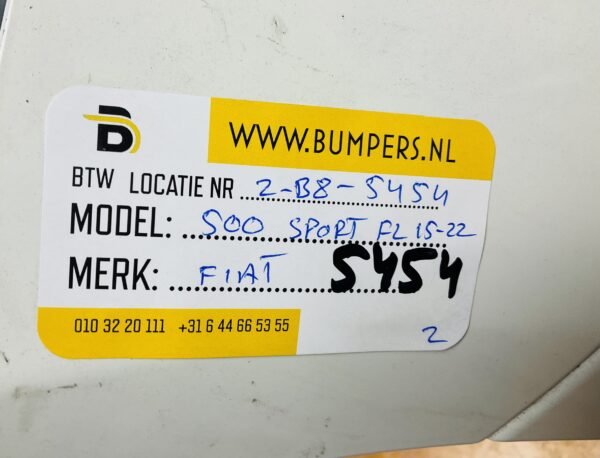 B
WWW.BUMPERS.NL
BTW LOCATIE NR 2-B8-5454
MODEL: 500 SPORT FL 15-22
MERK: FIAT 5454
010 32 20 111 +31 6 44 66 53 55
2